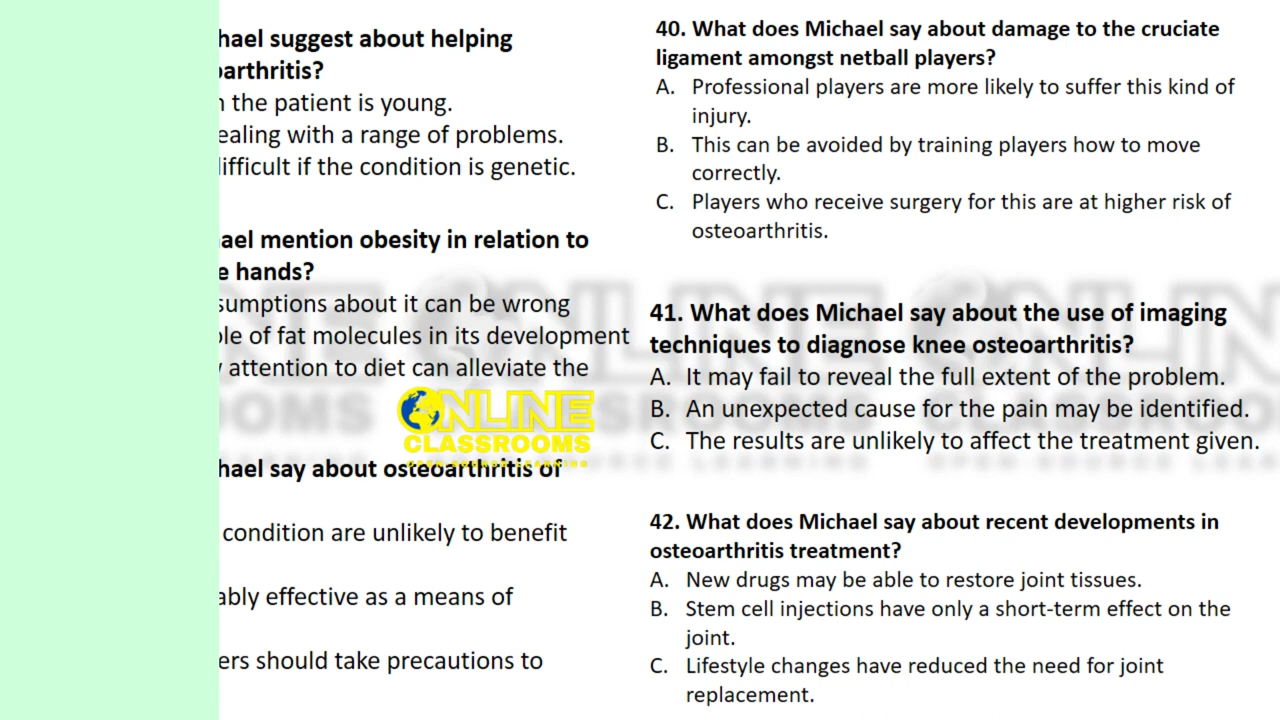 hael suggest about helping
arthritis?
the patient is young.
ealing with a range of problems.
ifficult if the condition is genetic.
ael mention obesity in relation to
e hands?
sumptions about it can be wrong
le of fat molecules in its development
attention to diet can alleviate the
ONLINE
CLASSROOMS
OPEN-SOURCE LEARNING
hael say about osteoarthritis of
condition are unlikely to benefit
ably effective as a means of
ers should take precautions to
40. What does Michael say about damage to the cruciate
ligament amongst netball players?
A. Professional players are more likely to suffer this kind of
injury.
B. This can be avoided by training players how to move
correctly.
C. Players who receive surgery for this are at higher risk of
osteoarthritis.
41. What does Michael say about the use of imaging
techniques to diagnose knee osteoarthritis?
A. It may fail to reveal the full extent of the problem.
B. An unexpected cause for the pain may be identified.
C. The results are unlikely to affect the treatment given.
42. What does Michael say about recent developments in
osteoarthritis treatment?
A. New drugs may be able to restore joint tissues.
B. Stem cell injections have only a short-term effect on the
joint.
C. Lifestyle changes have reduced the need for joint
replacement.